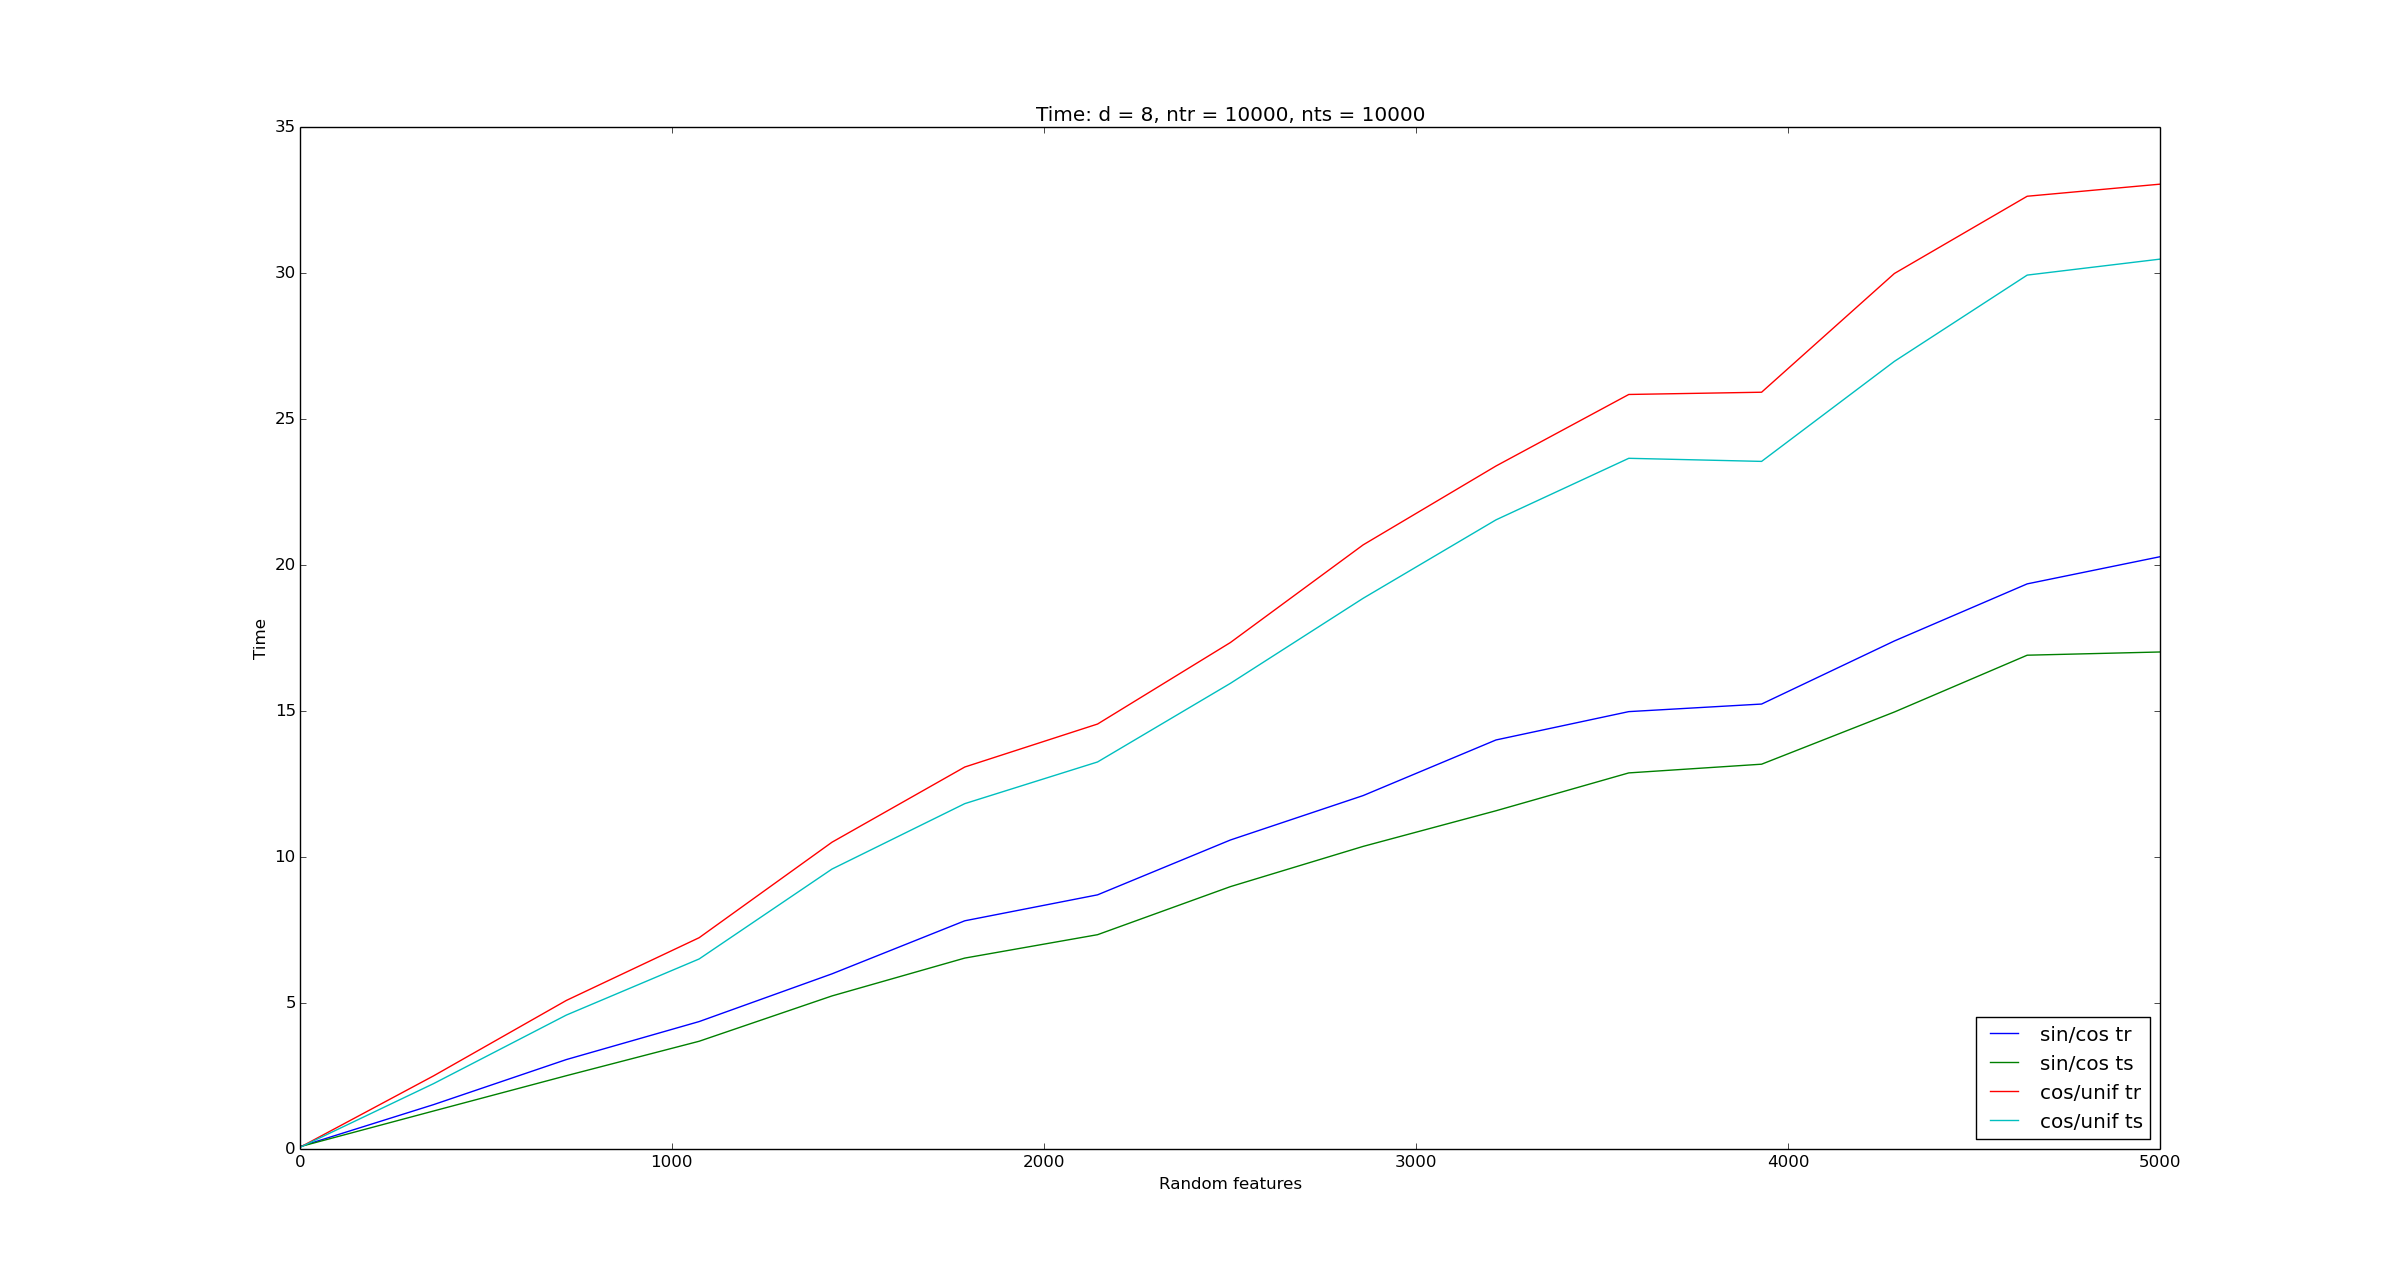 Time: d = 8, ntr = 10000, nts = 10000
35
30
25
20
15
10
5
0
Time
0 1000 2000 3000 4000 5000
Random features
sin/cos tr
sin/cos ts
cos/unif tr
cos/unif ts